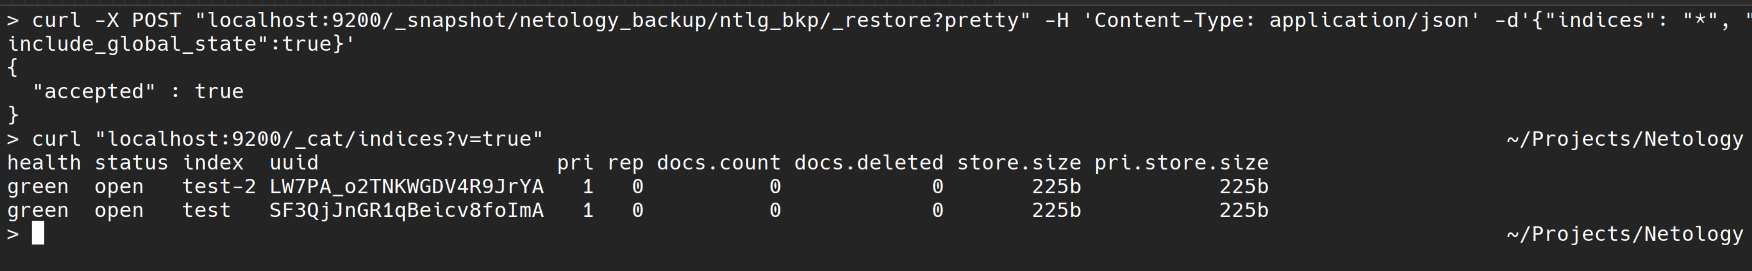 > curl -X POST "localhost:9200/_snapshot/netology_backup/ntlg_bkp/_restore?pretty" -H 'Content-Type: application/json' -d'{"indices": "*", "
include_global_state":true}'
{
  "accepted" : true
}
> curl "localhost:9200/_cat/indices?v=true" ~/Projects/Netology
health status index  uuid                   pri rep docs.count docs.deleted store.size pri.store.size
green  open   test-2 LW7PA_o2TNKWGDV4R9JrYA   1   0          0            0       225b           225b
green  open   test   SF3QjJnGR1qBeicv8foImA   1   0          0            0       225b           225b
> ~/Projects/Netology